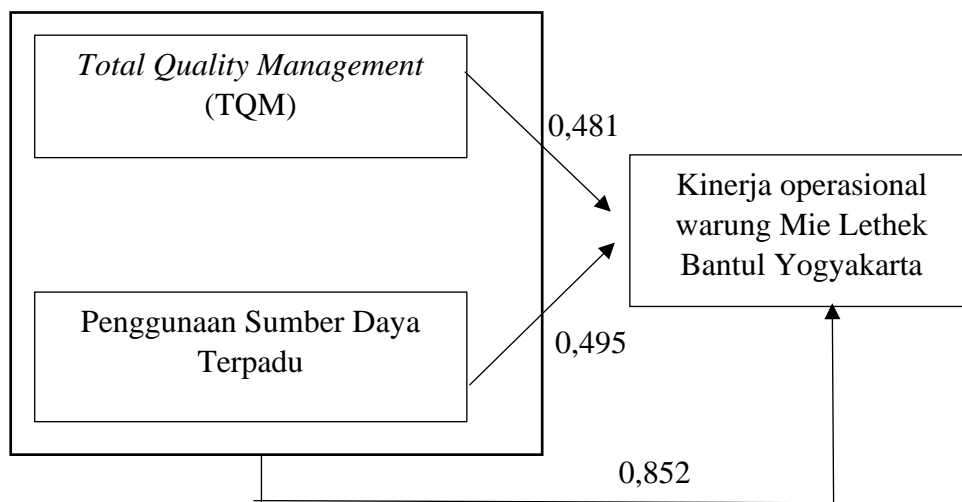 Total Quality Management
(TQM)
0,481
Kinerja operasional
warung Mie Lethek
Bantul Yogyakarta
Penggunaan Sumber Daya
Terpadu
0,495
0,852